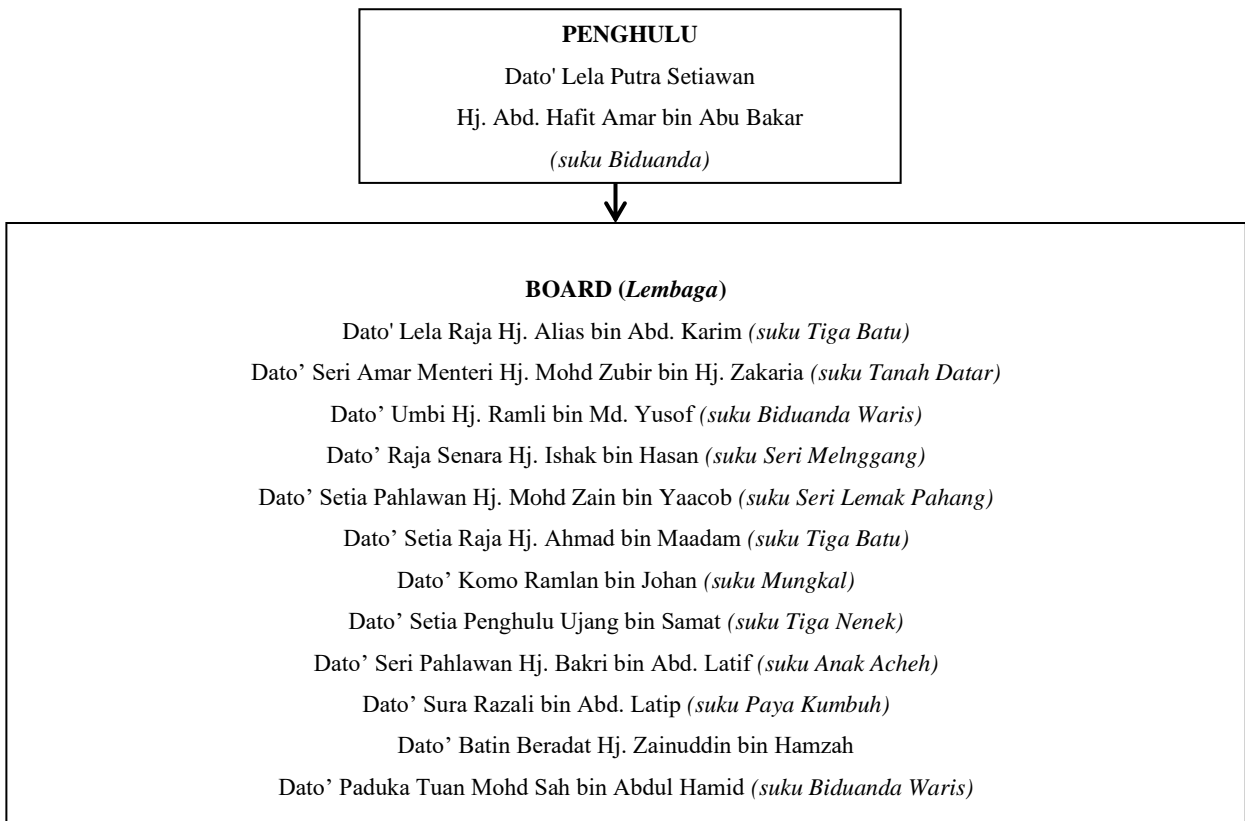 PENGHULU
Dato' Lela Putra Setiawan
Hj. Abd. Hafit Amar bin Abu Bakar
(suku Biduanda)
BOARD (Lembaga)
Dato' Lela Raja Hj. Alias bin Abd. Karim (suku Tiga Batu)
Dato’ Seri Amar Menteri Hj. Mohd Zubir bin Hj. Zakaria (suku Tanah Datar)
Dato’ Umbi Hj. Ramli bin Md. Yusof (suku Biduanda Waris)
Dato’ Raja Senara Hj. Ishak bin Hasan (suku Seri Melnggang)
Dato’ Setia Pahlawan Hj. Mohd Zain bin Yaacob (suku Seri Lemak Pahang)
Dato’ Setia Raja Hj. Ahmad bin Maadam (suku Tiga Batu)
Dato’ Komo Ramlan bin Johan (suku Mungkal)
Dato’ Setia Penghulu Ujang bin Samat (suku Tiga Nenek)
Dato’ Seri Pahlawan Hj. Bakri bin Abd. Latif (suku Anak Acheh)
Dato’ Sura Razali bin Abd. Latip (suku Paya Kumbuh)
Dato’ Batin Beradat Hj. Zainuddin bin Hamzah
Dato’ Paduka Tuan Mohd Sah bin Abdul Hamid (suku Biduanda Waris)